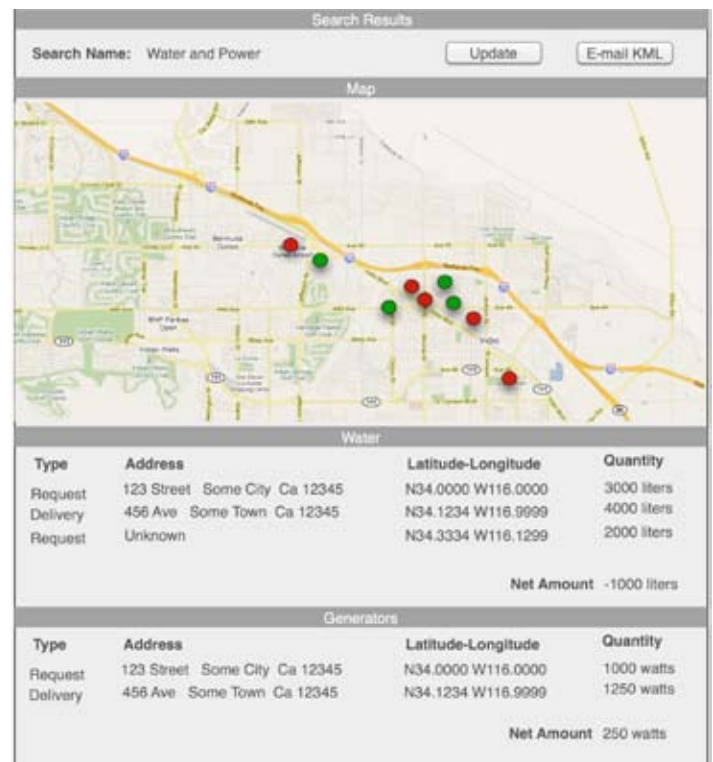 Search Results
Search Name: Water and Power Update E-mail KML
Map
Bermuda
Dunes
Indio
Water
Type Address Latitude-Longitude Quantity
Request 123 Street Some City Ca 12345 N34.0000 W116.0000 3000 liters
Delivery 456 Ave Some Town Ca 12345 N34.1234 W116.9999 4000 liters
Request Unknown N34.3334 W116.1299 2000 liters
Net Amount -1000 liters
Generators
Type Address Latitude-Longitude Quantity
Request 123 Street Some City Ca 12345 N34.0000 W116.0000 1000 watts
Delivery 456 Ave Some Town Ca 12345 N34.1234 W116.9999 1250 watts
Net Amount 250 watts